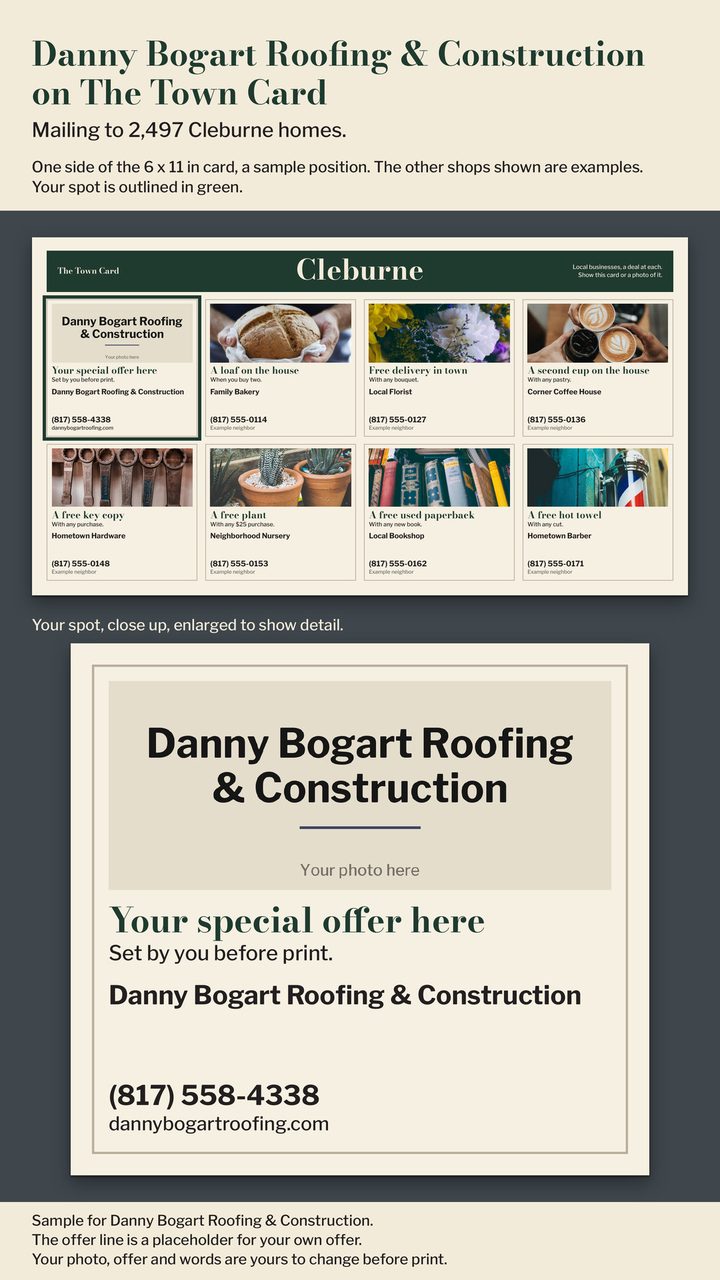 Danny Bogart Roofing & Construction
on The Town Card
Mailing to 2,497 Cleburne homes.
One side of the 6 x 11 in card, a sample position. The other shops shown are examples.
Your spot is outlined in green.
The Town Card
Cleburne
Local businesses, a deal at each.
Show this card or a photo of it.
Danny Bogart Roofing
& Construction
Your photo here
Your special offer here
Set by you before print.
Danny Bogart Roofing & Construction
(817) 558-4338
dannybogartroofing.com
A loaf on the house
When you buy two.
Family Bakery
(817) 555-0114
Example neighbor
Free delivery in town
With any bouquet.
Local Florist
(817) 555-0127
Example neighbor
A second cup on the house
With any pastry.
Corner Coffee House
(817) 555-0136
Example neighbor
A free key copy
With any purchase.
Hometown Hardware
(817) 555-0148
Example neighbor
A free plant
With any $25 purchase.
Neighborhood Nursery
(817) 555-0153
Example neighbor
A free used paperback
With any new book.
Local Bookshop
(817) 555-0162
Example neighbor
A free hot towel
With any cut.
Hometown Barber
(817) 555-0171
Example neighbor
Your spot, close up, enlarged to show detail.
Danny Bogart Roofing
& Construction
Your photo here
Your special offer here
Set by you before print.
Danny Bogart Roofing & Construction
(817) 558-4338
dannybogartroofing.com
Sample for Danny Bogart Roofing & Construction.
The offer line is a placeholder for your own offer.
Your photo, offer and words are yours to change before print.